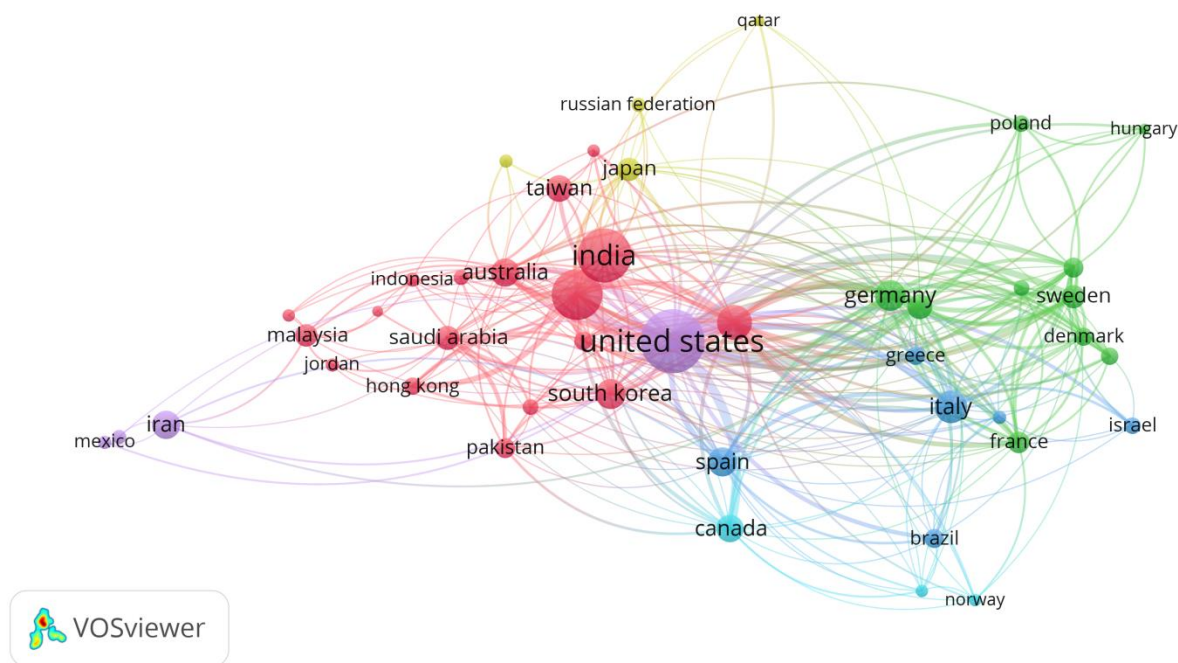 qatar
russian federation
poland
hungary
japan
taiwan
india
australia
indonesia
germany
sweden
malaysia
saudi arabia
united states
denmark
greece
jordan
hong kong
south korea
italy
iran
mexico
pakistan
france
israel
spain
canada
brazil
norway
VOSviewer